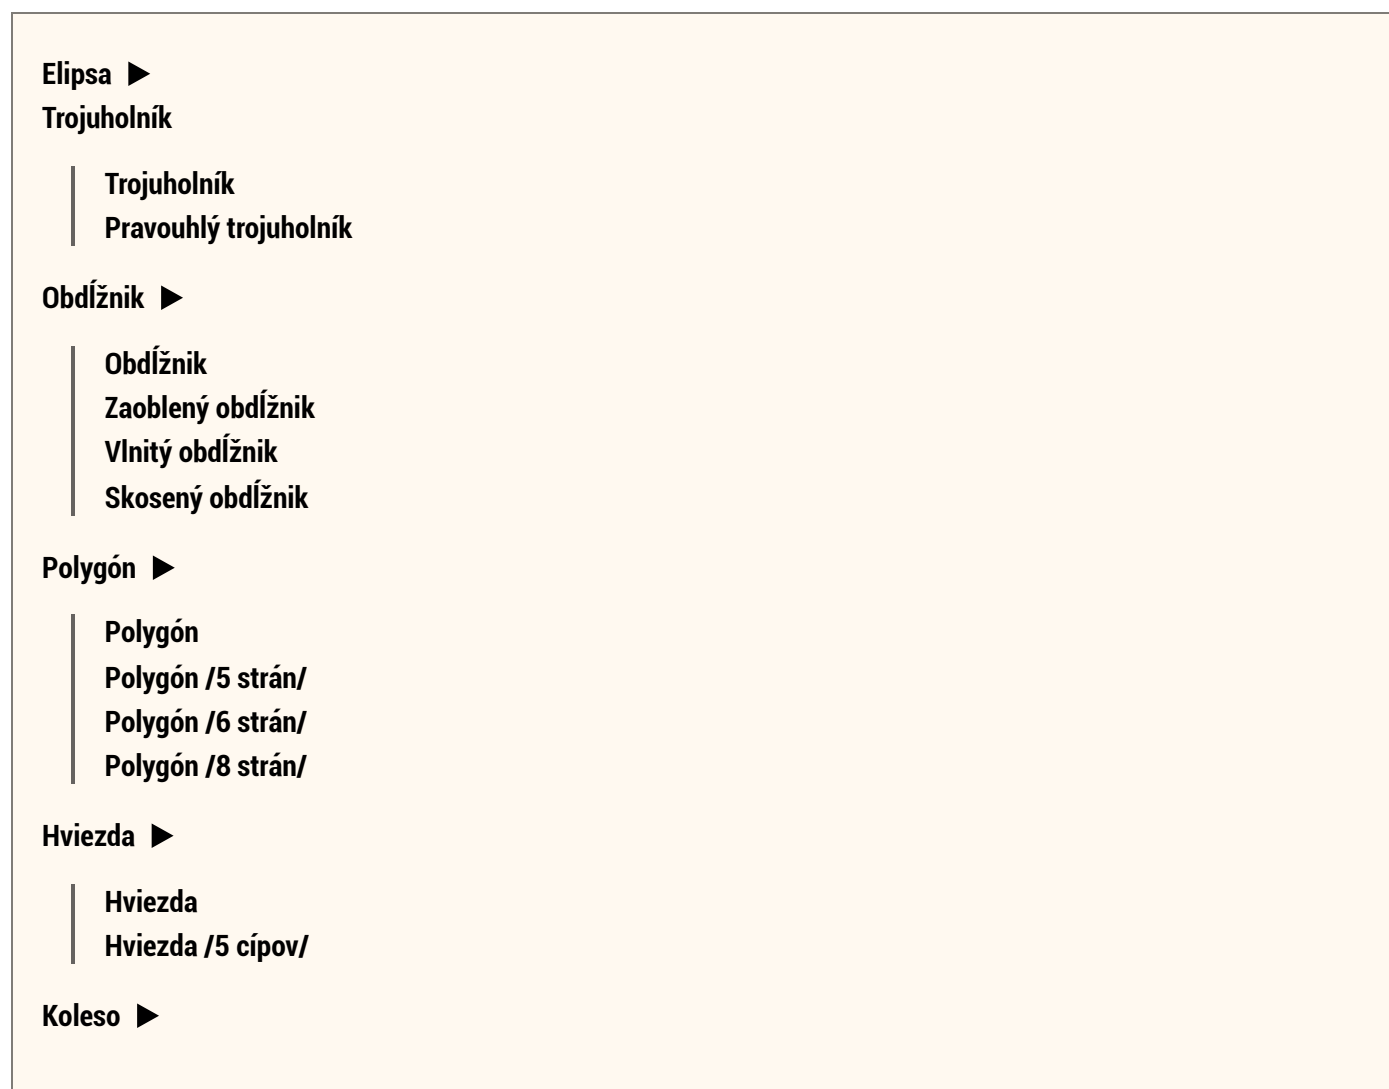 Elipsa ▶
Trojuholník
Trojuholník
Pravouhlý trojuholník
Obdĺžnik ▶
Obdĺžnik
Zaoblený obdĺžnik
Vlnitý obdĺžnik
Skosený obdĺžnik
Polygón ▶
Polygón
Polygón /5 strán/
Polygón /6 strán/
Polygón /8 strán/
Hviezda ▶
Hviezda
Hviezda /5 cípov/
Koleso ▶